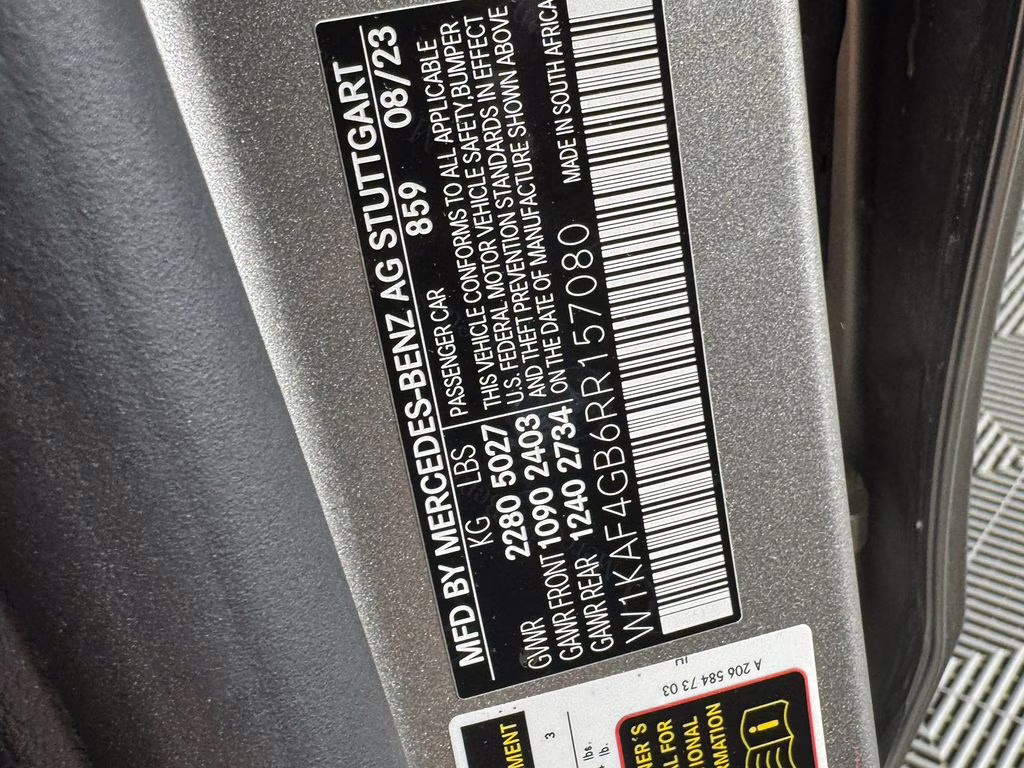 MFD BY MERCEDES-BENZ AG STUTTGART
859 08/23
KG LBS
GVWR 2280 5027
GAWR FRONT 1090 2403
GAWR REAR 1240 2734
PASSENGER CAR
THIS VEHICLE CONFORMS TO ALL APPLICABLE
U.S. FEDERAL MOTOR VEHICLE SAFETY,BUMPER
AND THEFT PREVENTION STANDARDS IN EFFECT
ON THE DATE OF MANUFACTURE SHOWN ABOVE
MADE IN SOUTH AFRICA
W1KAF4GB6RR157080
A 206 584 73 03
3
lbs.
lb.